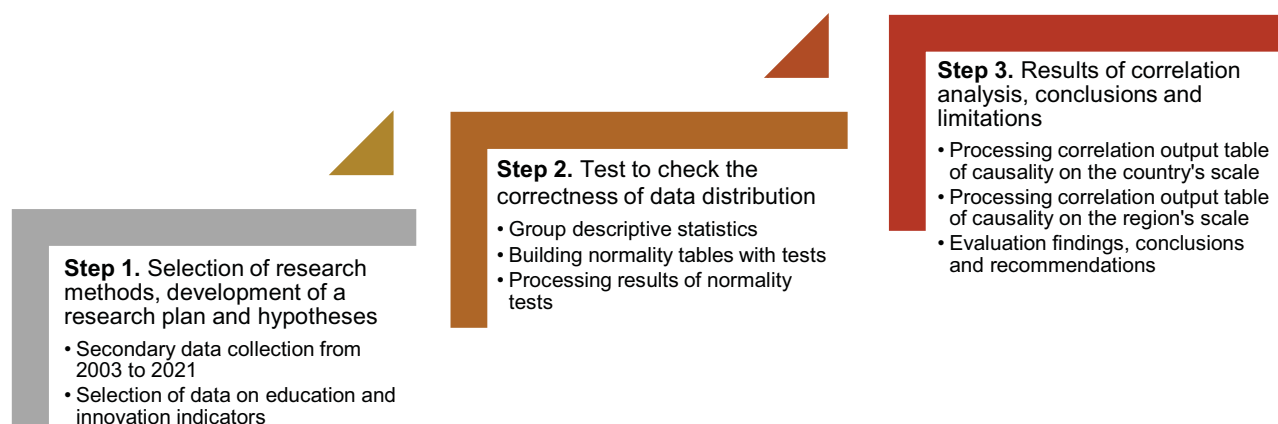 Step 1. Selection of research
methods, development of a
research plan and hypotheses
• Secondary data collection from
2003 to 2021
• Selection of data on education and
innovation indicators
Step 2. Test to check the
correctness of data distribution
• Group descriptive statistics
• Building normality tables with tests
• Processing results of normality
tests
Step 3. Results of correlation
analysis, conclusions and
limitations
• Processing correlation output table
of causality on the country's scale
• Processing correlation output table
of causality on the region's scale
• Evaluation findings, conclusions
and recommendations